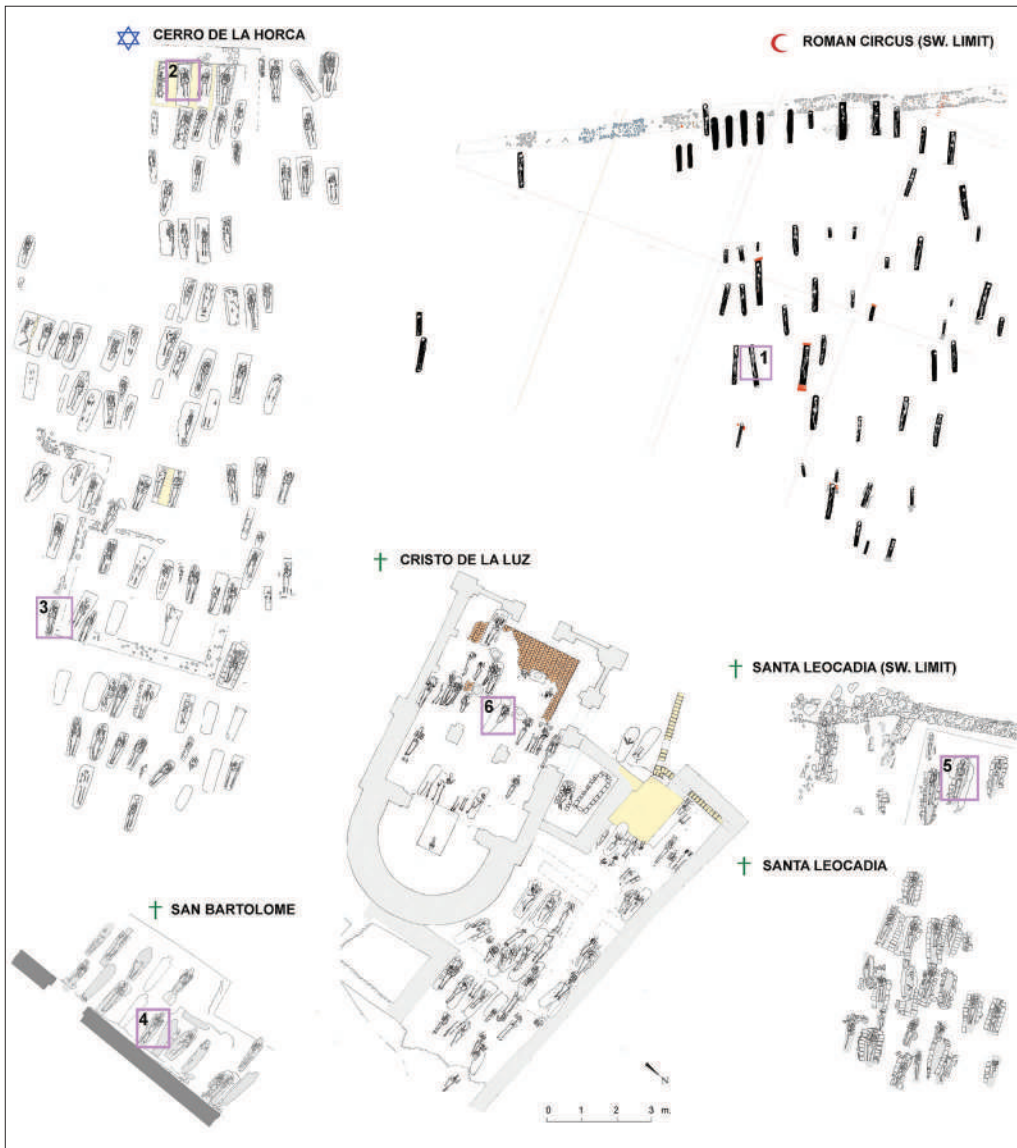 CERRO DE LA HORCA
ROMAN CIRCUS (SW. LIMIT)
2
1
3
CRISTO DE LA LUZ
6
SANTA LEOCADIA (SW. LIMIT)
5
SANTA LEOCADIA
SAN BARTOLOME
4
N
0 1 2 3 m.